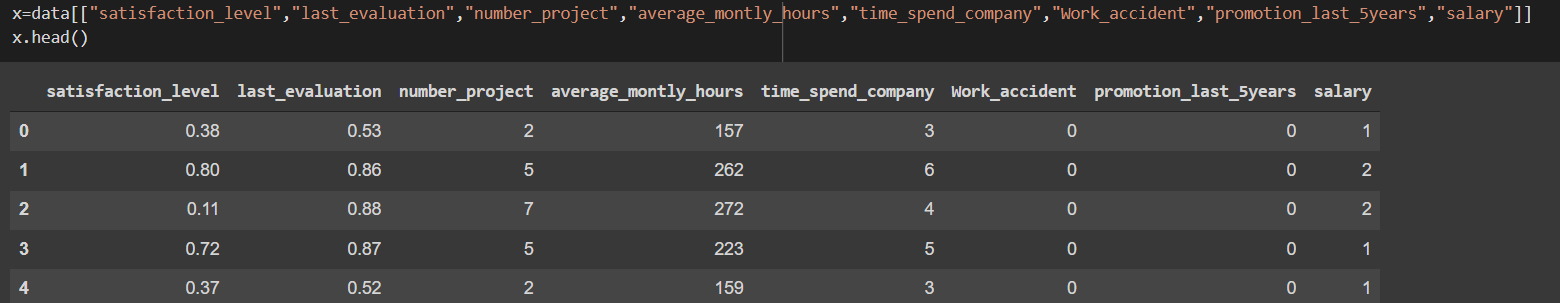 x=data[["satisfaction_level","last_evaluation","number_project","average_montly_hours","time_spend_company","Work_accident","promotion_last_5years","salary"]]
x.head()
satisfaction_level last_evaluation number_project average_montly_hours time_spend_company Work_accident promotion_last_5years salary
0 0.38 0.53 2 157 3 0 0 1
1 0.80 0.86 5 262 6 0 0 2
2 0.11 0.88 7 272 4 0 0 2
3 0.72 0.87 5 223 5 0 0 1
4 0.37 0.52 2 159 3 0 0 1